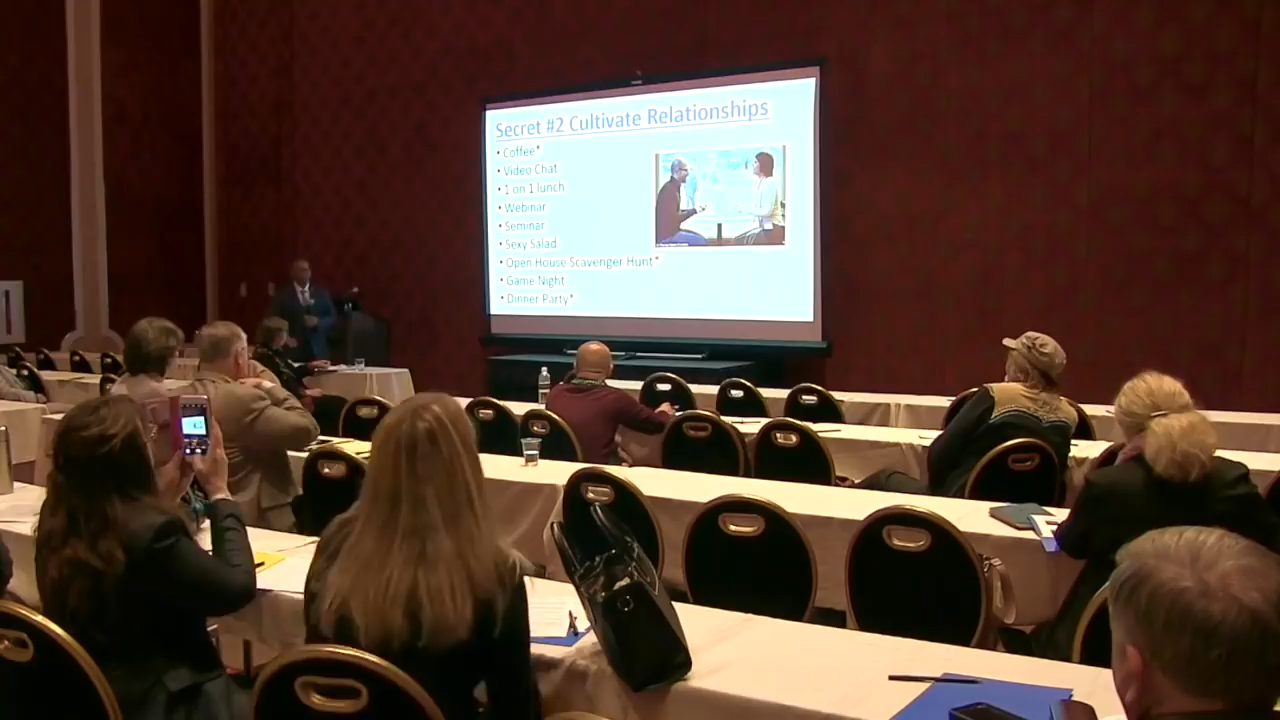 Secret #2 Cultivate Relationships
• Coffee*
• Video Chat
• 1 on 1 lunch
• Webinar
• Seminar
• Sexy Salad
• Open House Scavenger Hunt*
• Game Night
• Dinner Party*